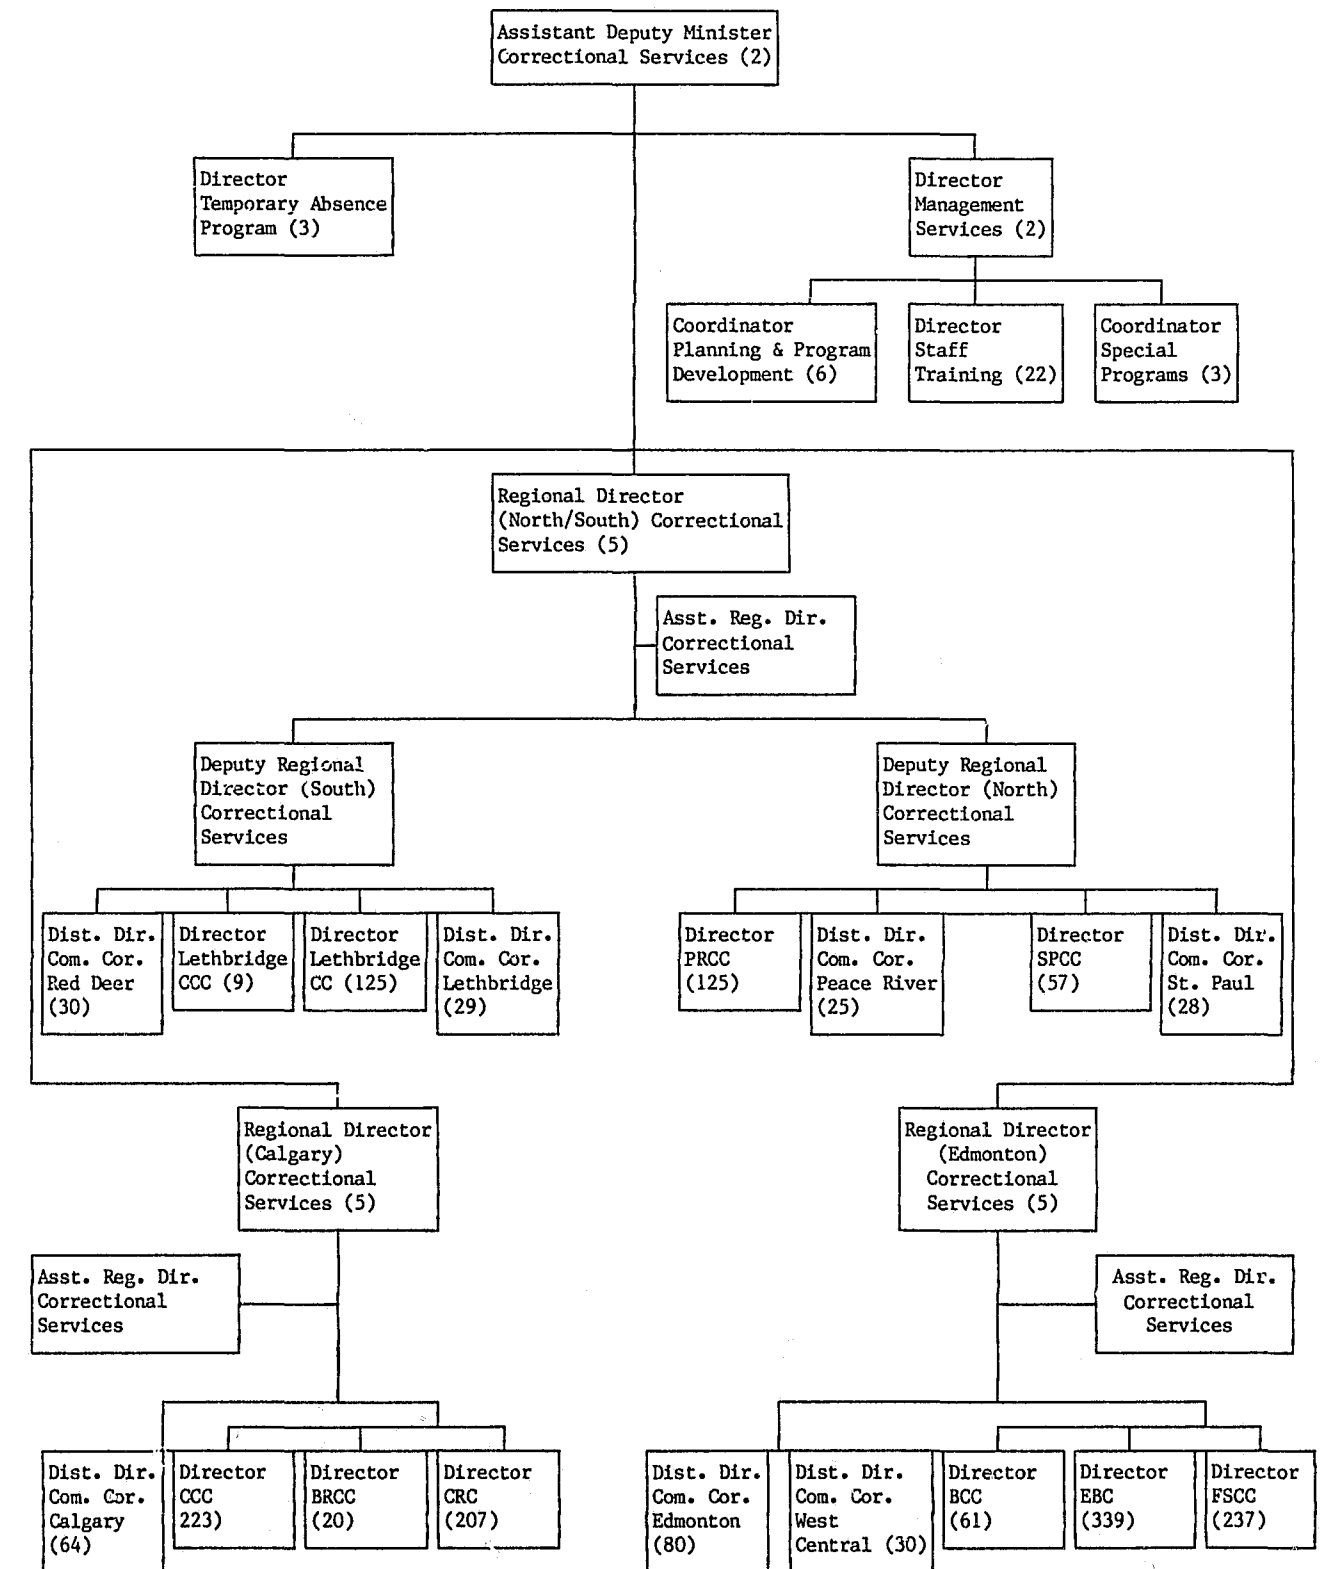 Assistant Deputy Minister
Correctional Services (2)
Director
Temporary Absence
Program (3)
Director
Management
Services (2)
Coordinator
Planning & Program
Development (6)
Director
Staff
Training (22)
Coordinator
Special
Programs (3)
Regional Director
(North/South) Correctional
Services (5)
Asst. Reg. Dir.
Correctional
Services
Deputy Regional
Director (South)
Correctional
Services
Deputy Regional
Director (North)
Correctional
Services
Dist. Dir.
Com. Cor.
Red Deer
(30)
Director
Lethbridge
CCC (9)
Director
Lethbridge
CC (125)
Dist. Dir.
Com. Cor.
Lethbridge
(29)
Director
PRCC
(125)
Dist. Dir.
Com. Cor.
Peace River
(25)
Director
SPCC
(57)
Dist. Dir.
Com. Cor.
St. Paul
(28)
Regional Director
(Calgary)
Correctional
Services (5)
Regional Director
(Edmonton)
Correctional
Services (5)
Asst. Reg. Dir.
Correctional
Services
Asst. Reg. Dir.
Correctional
Services
Dist. Dir.
Com. Cor.
Calgary
(64)
Director
CCC
223)
Director
BRCC
(20)
Director
CRC
(207)
Dist. Dir.
Com. Cor.
Edmonton
(80)
Dist. Dir.
Com. Cor.
West
Central (30)
Director
BCC
(61)
Director
EBC
(339)
Director
FSCC
(237)